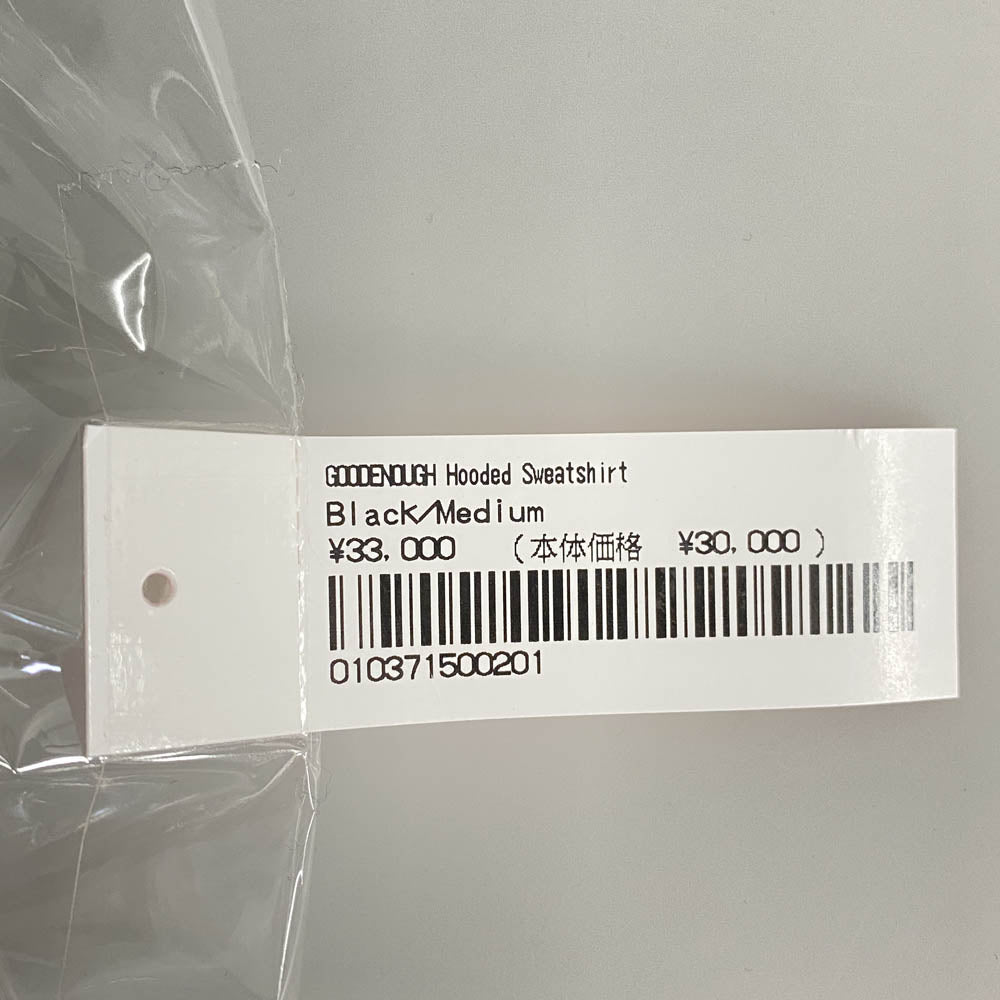 GOODENOUGH Hooded Sweatshirt
Black/Medium
¥33,000 (本体価格 ¥30,000 )
010371500201